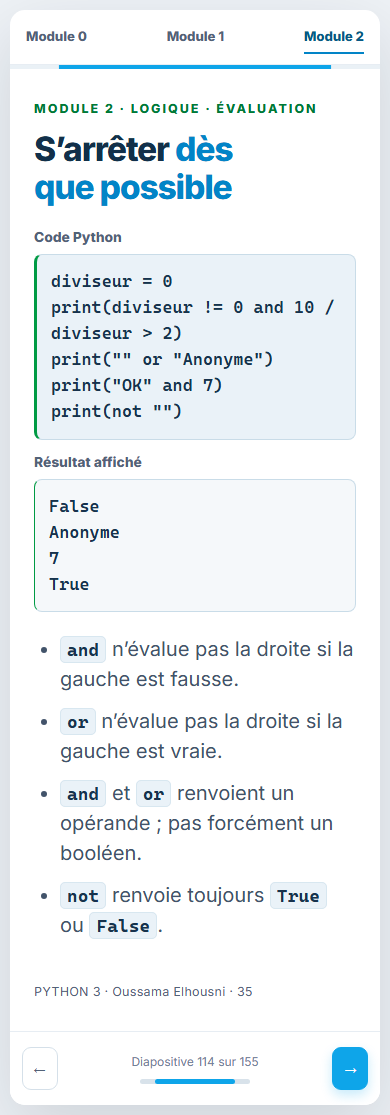 Module 0 Module 1 Module 2
MODULE 2 · LOGIQUE · ÉVALUATION
S’arrêter dès
que possible
Code Python
diviseur = 0
print(diviseur != 0 and 10 /
diviseur > 2)
print("" or "Anonyme")
print("OK" and 7)
print(not "")
Résultat affiché
False
Anonyme
7
True
• and n’évalue pas la droite si la
gauche est fausse.
• or n’évalue pas la droite si la
gauche est vraie.
• and et or renvoient un
opérande ; pas forcément un
booléen.
• not renvoie toujours True
ou False.
PYTHON 3 · Oussama Elhousni · 35
← Diapositive 114 sur 155 →